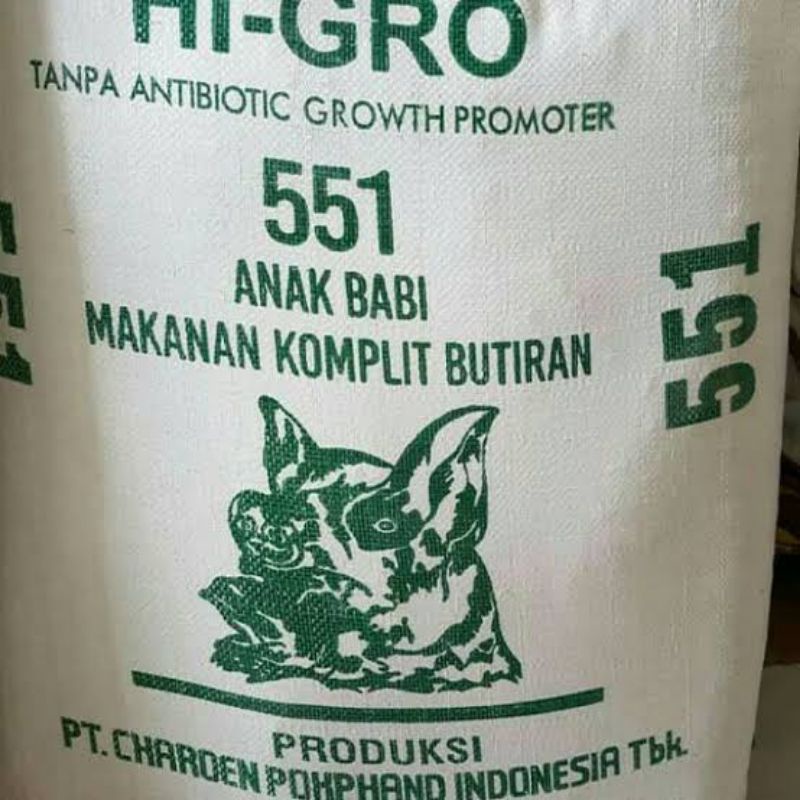 HI-GRO
TANPA ANTIBIOTIC GROWTH PROMOTER
551
ANAK BABI
MAKANAN KOMPLIT BUTIRAN
551
551
PRODUKSI
PT. CHAROEN POKPHAND INDONESIA Tbk.